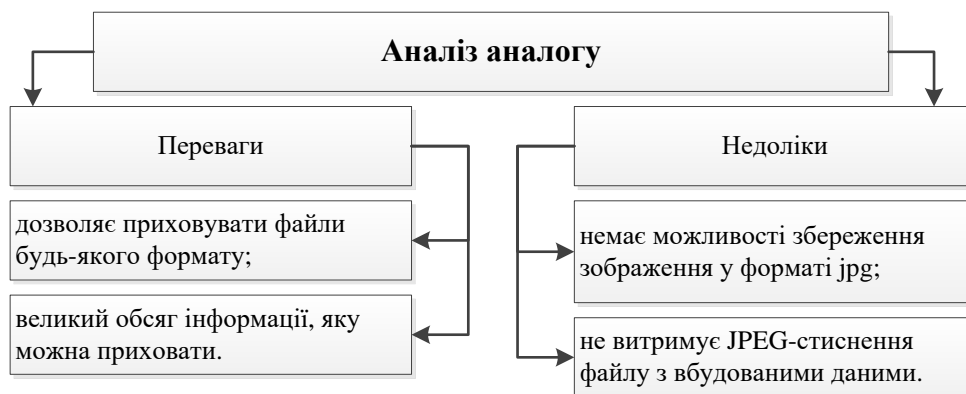 Аналіз аналогу
Переваги
дозволяє приховувати файли
будь-якого формату;
великий обсяг інформації, яку
можна приховати.
Недоліки
немає можливості збереження
зображення у форматі jpg;
не витримує JPEG-стиснення
файлу з вбудованими даними.